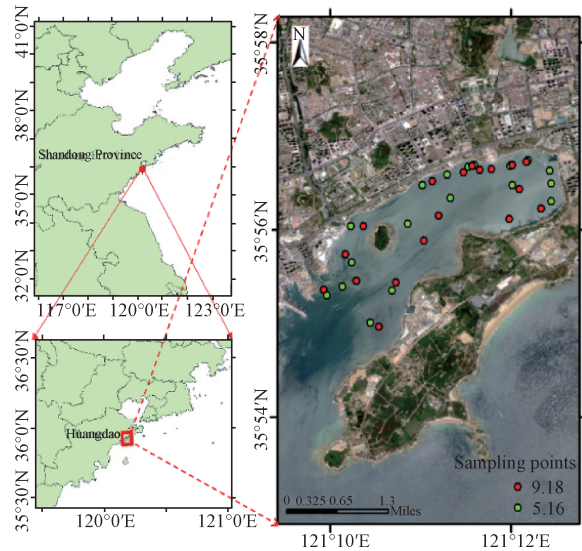 41°0'N
38°0'N
35°0'N
32°0'N
Shandong Province
117°0'E 120°0'E 123°0'E
36°30'N
36°0'N
35°30'N
Huangdao
120°0'E 121°0'E
N
35°58'N
35°56'N
35°54'N
Sampling points
9.18
5.16
0 0.325 0.65 1.3
Miles
121°10'E 121°12'E